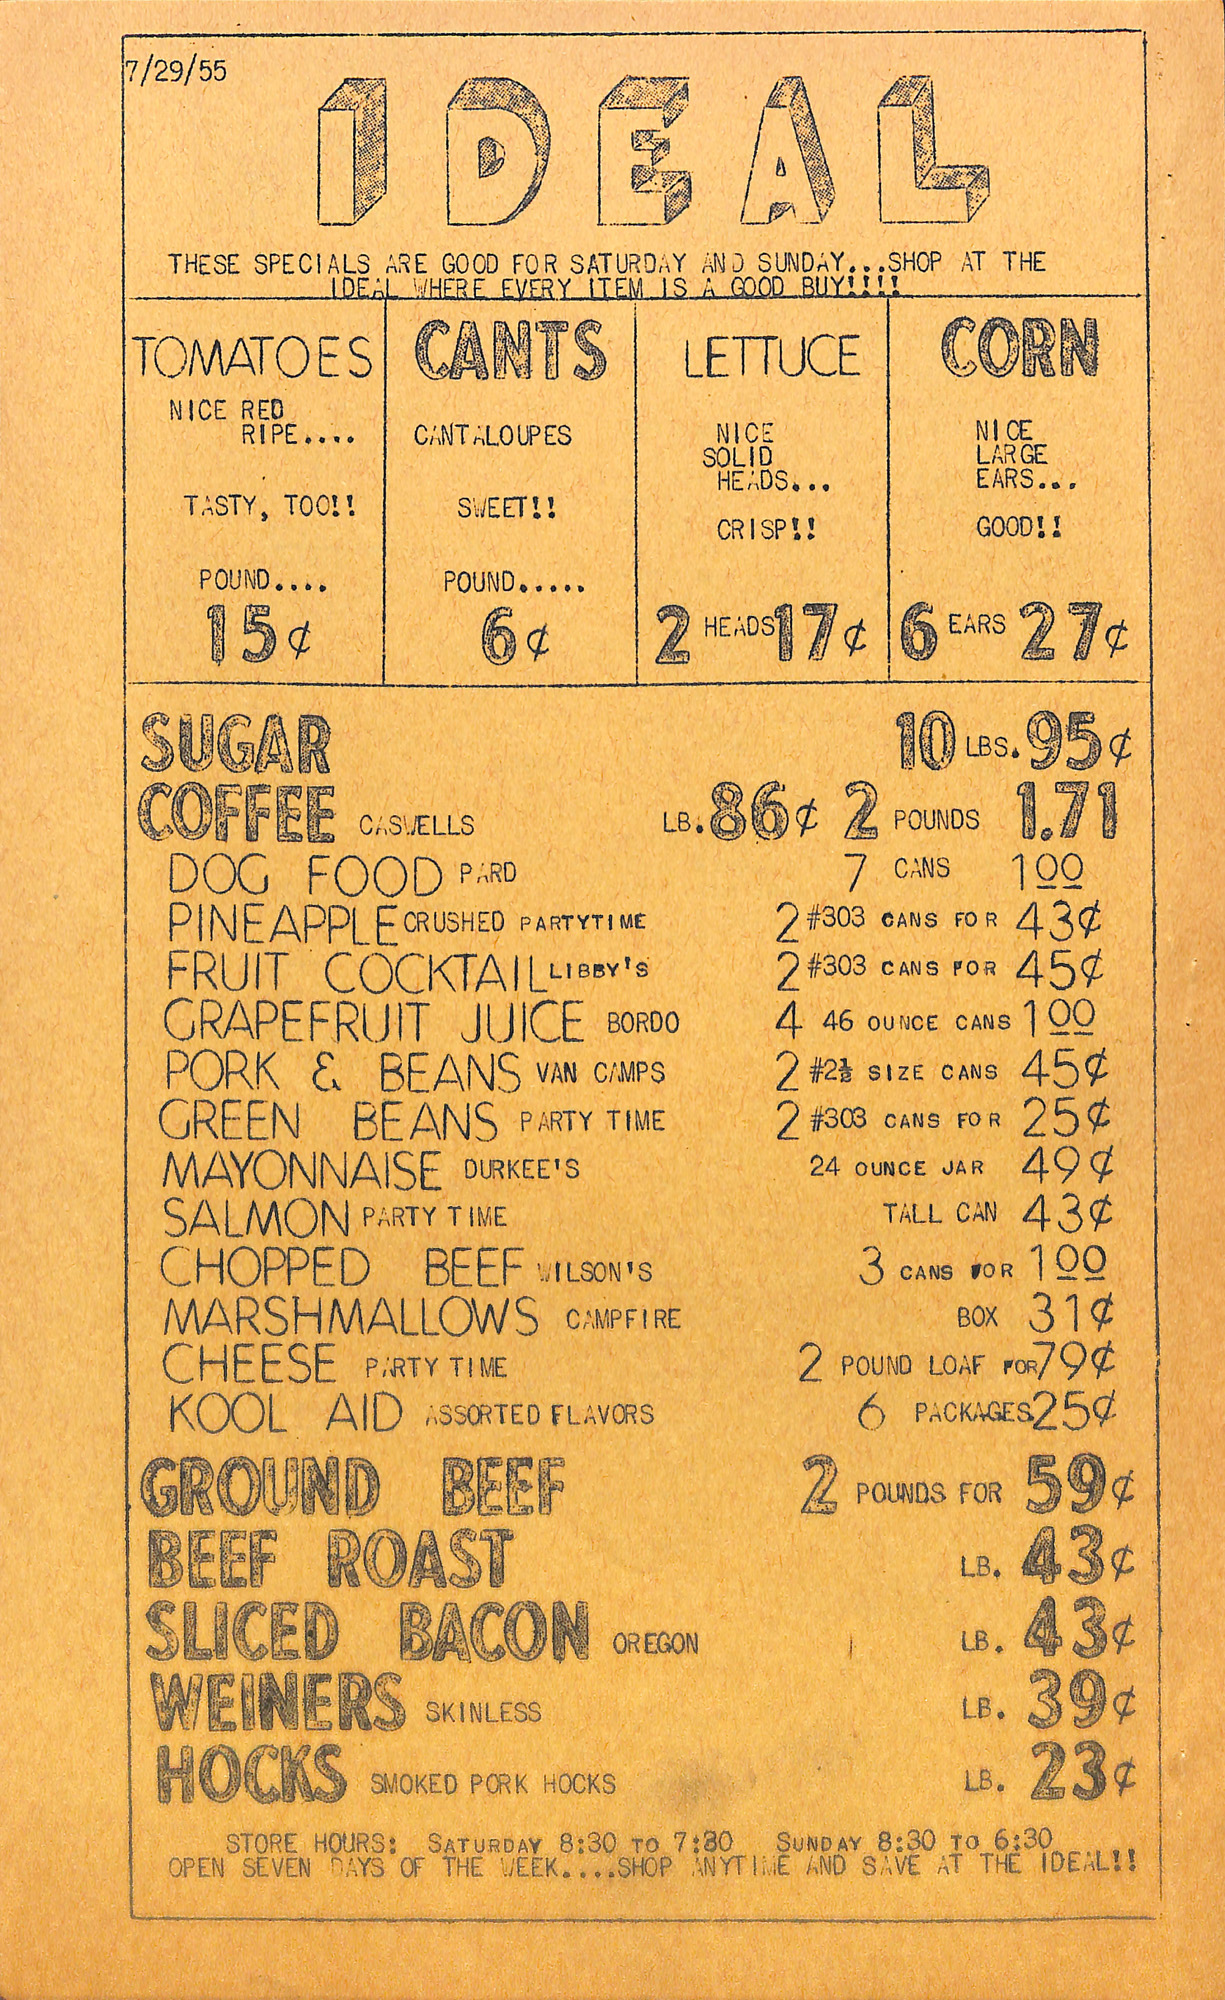 7/29/55
IDEAL
THESE SPECIALS ARE GOOD FOR SATURDAY AND SUNDAY...SHOP AT THE
IDEAL WHERE EVERY ITEM IS A GOOD BUY!!!!
TOMATOES
NICE RED
RIPE....
TASTY, TOO!!
POUND....
15¢
CANTS
CANTALOUPES
SWEET!!
POUND.....
6¢
LETTUCE
NICE
SOLID
HEADS...
CRISP!!
2 HEADS 17¢
CORN
NICE
LARGE
EARS...
GOOD!!
6 EARS 27¢
SUGAR 10 LBS. 95¢
COFFEE CASWELLS LB. 86¢ 2 POUNDS 1.71
DOG FOOD PARD 7 CANS 1 00
PINEAPPLE CRUSHED PARTYTIME 2 #303 CANS FOR 43¢
FRUIT COCKTAIL LIBBY'S 2 #303 CANS FOR 45¢
GRAPEFRUIT JUICE BORDO 4 46 OUNCE CANS 1 00
PORK & BEANS VAN CAMPS 2 #2½ SIZE CANS 45¢
GREEN BEANS PARTY TIME 2 #303 CANS FOR 25¢
MAYONNAISE DURKEE'S 24 OUNCE JAR 49¢
SALMON PARTY TIME TALL CAN 43¢
CHOPPED BEEF WILSON'S 3 CANS FOR 1 00
MARSHMALLOWS CAMPFIRE BOX 31¢
CHEESE PARTY TIME 2 POUND LOAF FOR 79¢
KOOL AID ASSORTED FLAVORS 6 PACKAGES 25¢
GROUND BEEF 2 POUNDS FOR 59¢
BEEF ROAST LB. 43¢
SLICED BACON OREGON LB. 43¢
WEINERS SKINLESS LB. 39¢
HOCKS SMOKED PORK HOCKS LB. 23¢
STORE HOURS: SATURDAY 8:30 TO 7:30 SUNDAY 8:30 TO 6:30
OPEN SEVEN DAYS OF THE WEEK....SHOP ANYTIME AND SAVE AT THE IDEAL!!